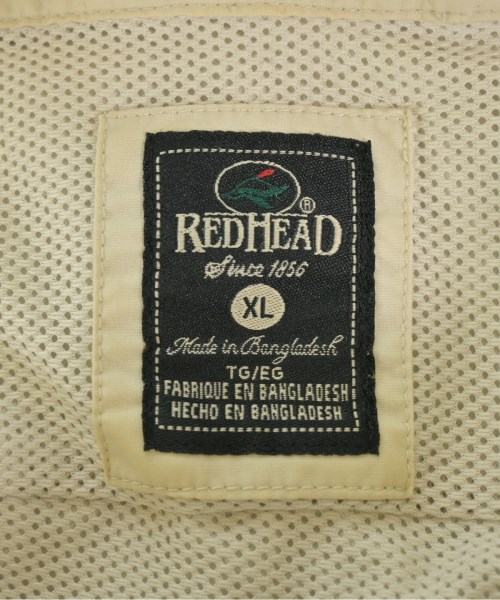 ®
REDHEAD
Since 1856
XL
Made in Bangladesh
TG/EG
FABRIQUE EN BANGLADESH
HECHO EN BANGLADESH